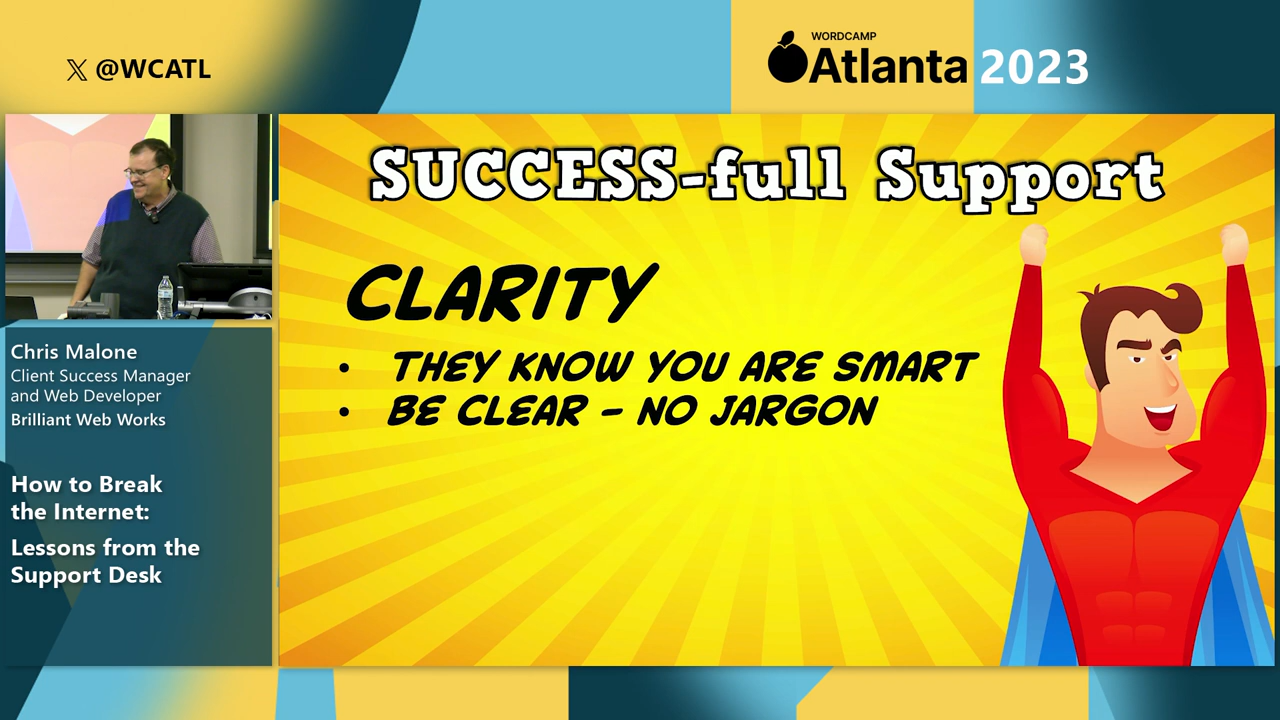 𝕏 @WCATL
WORDCAMP
Atlanta 2023
SUCCESS-full Support
CLARITY
• THEY KNOW YOU ARE SMART
• BE CLEAR - NO JARGON
Chris Malone
Client Success Manager
and Web Developer
Brilliant Web Works
How to Break
the Internet:
Lessons from the
Support Desk